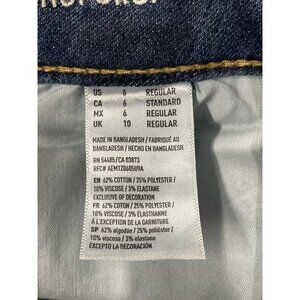 US 6 REGULAR
CA 6 STANDARD
MX 6 REGULAR
UK 10 REGULAR
MADE IN BANGLADESH / FABRIQUÉ AU
BANGLADESH / HECHO EN BANGLADESH
RN 54485/CA 03873
EN 62% COTTON / 25% POLYESTER /
10% VISCOSE / 3% ELASTANE
EXCLUSIVE OF DECORATION
FR 62% COTON / 25% POLYESTER /
10% VISCOSE / 3% ÉLASTHANNE
À L'EXCEPTION DE LA GARNITURE
SP 62% algodón / 25% poliéster /
10% viscosa / 3% elastano
EXCEPTO LA DECORACIÓN